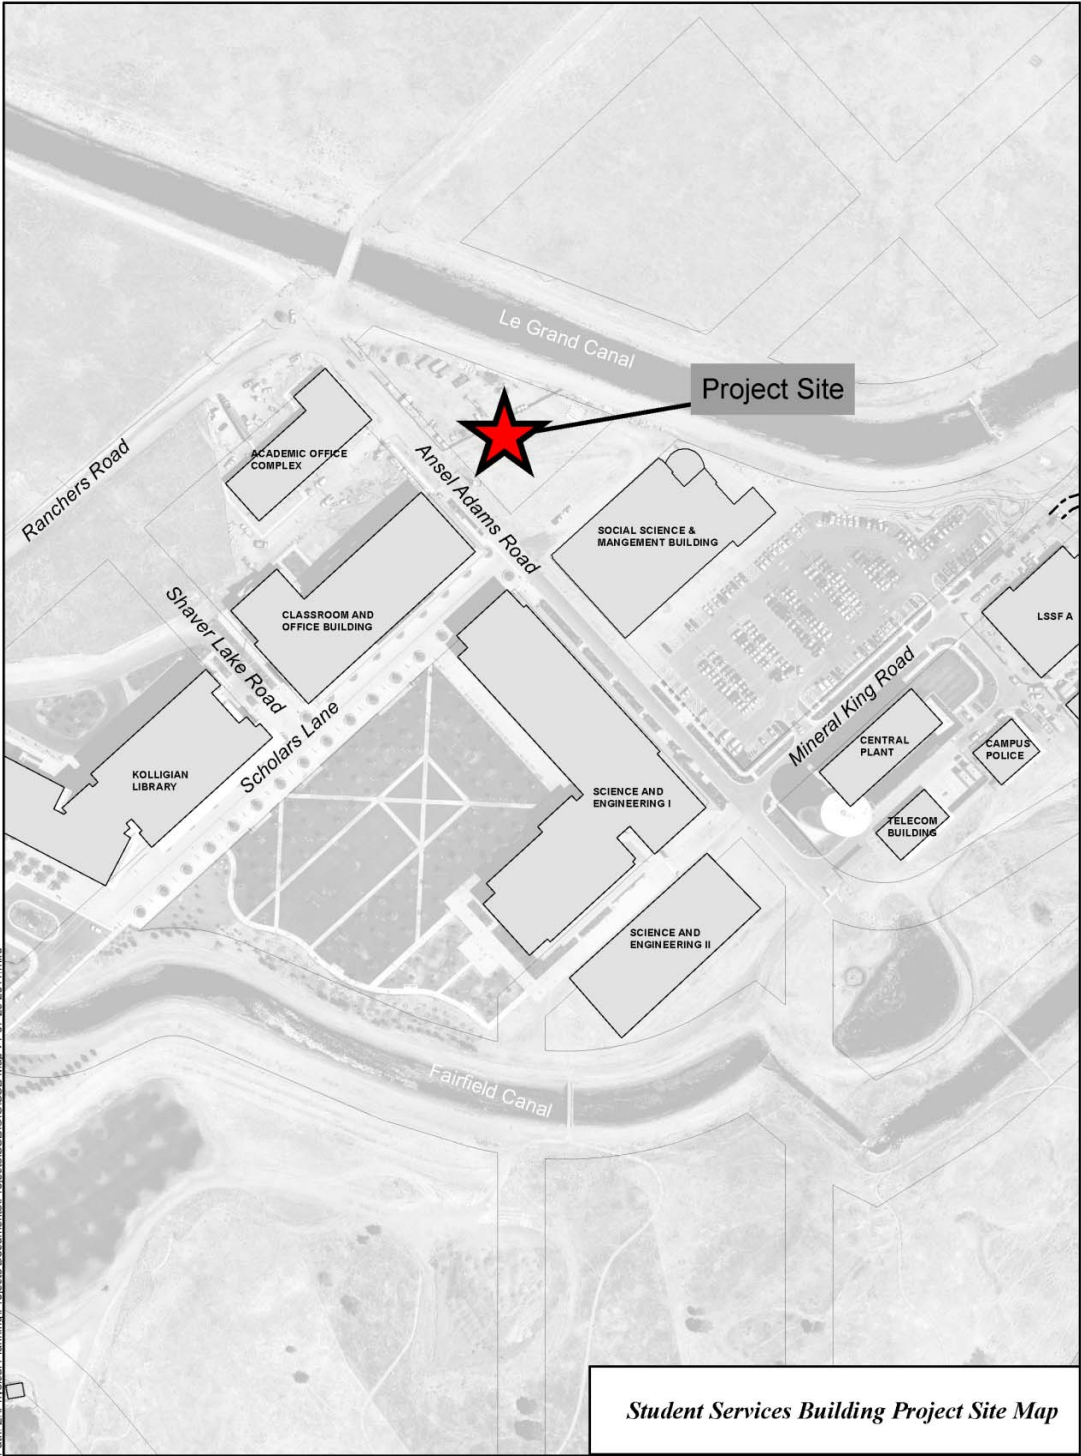 Le Grand Canal
Project Site
Ranchers Road
ACADEMIC OFFICE
COMPLEX
Ansel Adams Road
SOCIAL SCIENCE &
MANGEMENT BUILDING
Shaver Lake Road
CLASSROOM AND
OFFICE BUILDING
LSSF A
Scholars Lane
Mineral King Road
KOLLIGIAN
LIBRARY
CENTRAL
PLANT
CAMPUS
POLICE
SCIENCE AND
ENGINEERING I
TELECOM
BUILDING
SCIENCE AND
ENGINEERING II
Fairfield Canal
Student Services Building Project Site Map